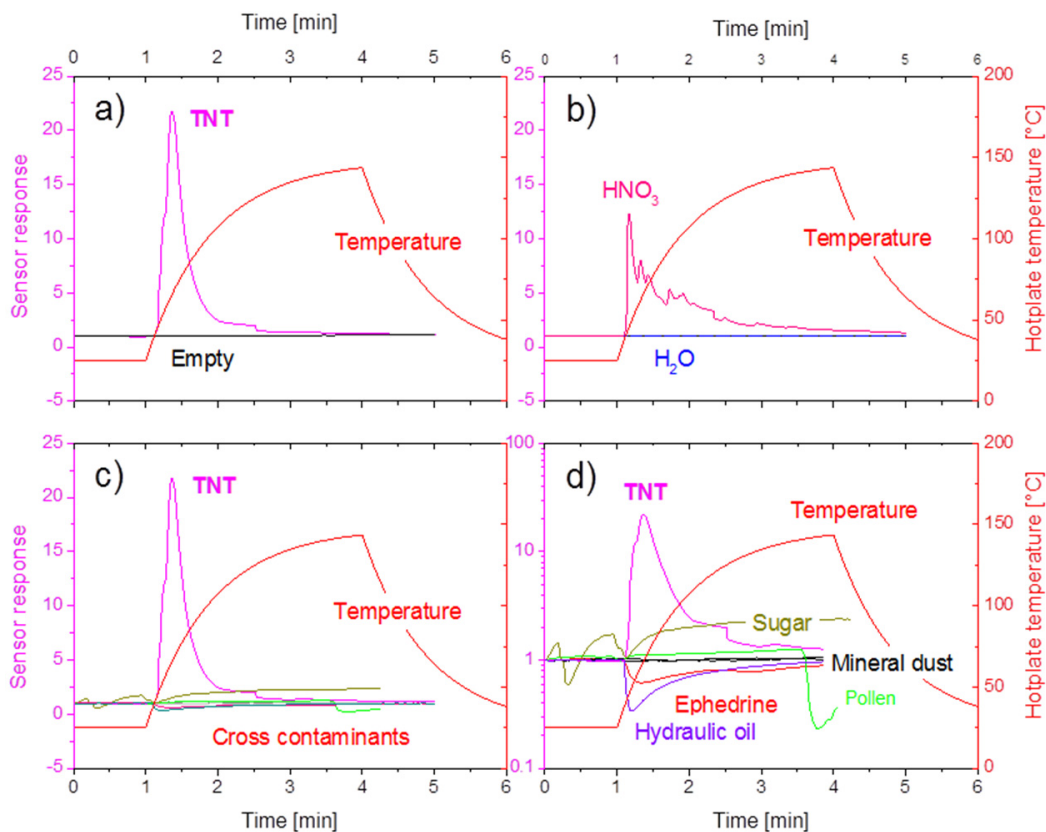 Time [min]
Time [min]
0 1 2 3 4 5 6
0 1 2 3 4 5 6
25
20
15
10
5
0
-5
Sensor response
a)
TNT
Temperature
Empty
b)
HNO3
Temperature
H2O
200
150
100
50
0
Hotplate temperature [°C]
25
20
15
10
5
0
-5
Sensor response
c)
TNT
Temperature
Cross contaminants
100
10
1
0.1
d)
TNT
Temperature
Sugar
Mineral dust
Ephedrine
Pollen
Hydraulic oil
200
150
100
50
0
Hotplate temperature [°C]
0 1 2 3 4 5 6
0 1 2 3 4 5 6
Time [min]
Time [min]